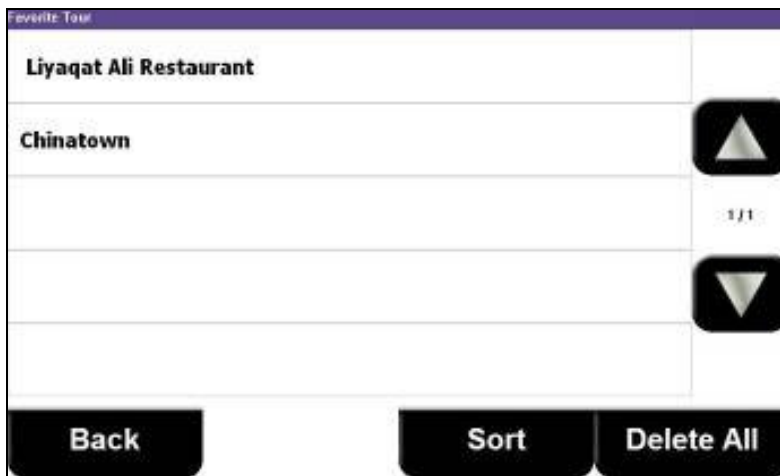 Favorite Tour
Liyaqat Ali Restaurant
Chinatown
1/1
Back
Sort
Delete All